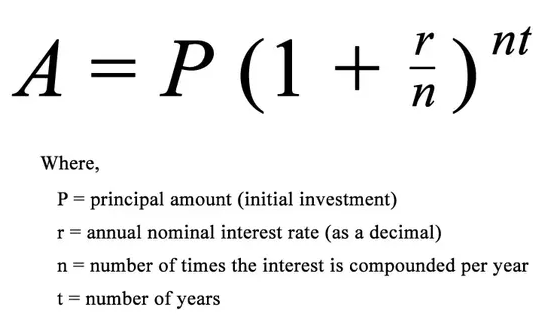 A = P (1 + r/n)^nt
Where,
P = principal amount (initial investment)
r = annual nominal interest rate (as a decimal)
n = number of times the interest is compounded per year
t = number of years